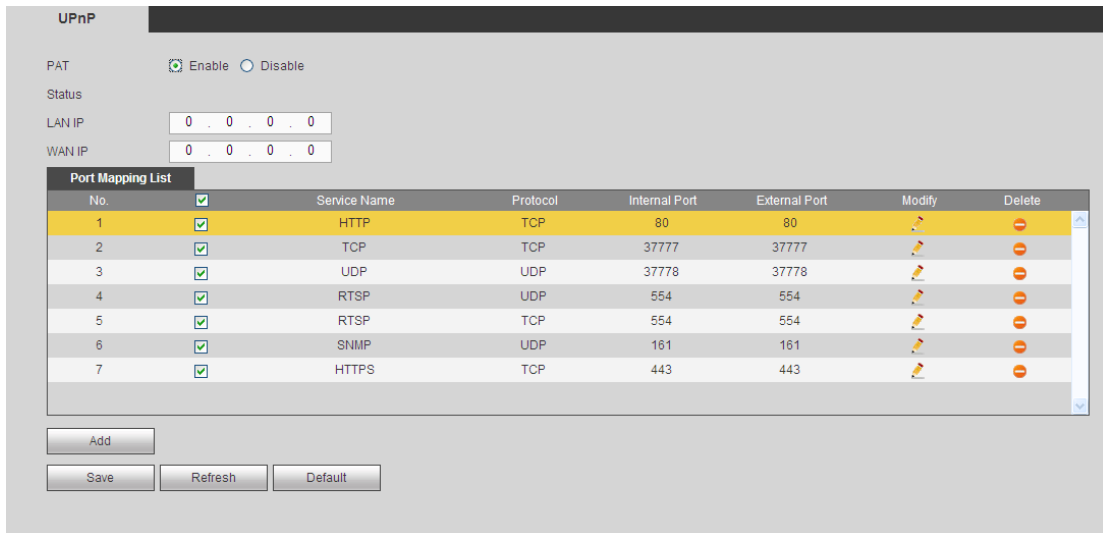 UPnP
PAT Enable Disable
Status
LAN IP 0 . 0 . 0 . 0
WAN IP 0 . 0 . 0 . 0
Port Mapping List
No. Service Name Protocol Internal Port External Port Modify Delete
1 HTTP TCP 80 80
2 TCP TCP 37777 37777
3 UDP UDP 37778 37778
4 RTSP UDP 554 554
5 RTSP TCP 554 554
6 SNMP UDP 161 161
7 HTTPS TCP 443 443
Add
Save Refresh Default